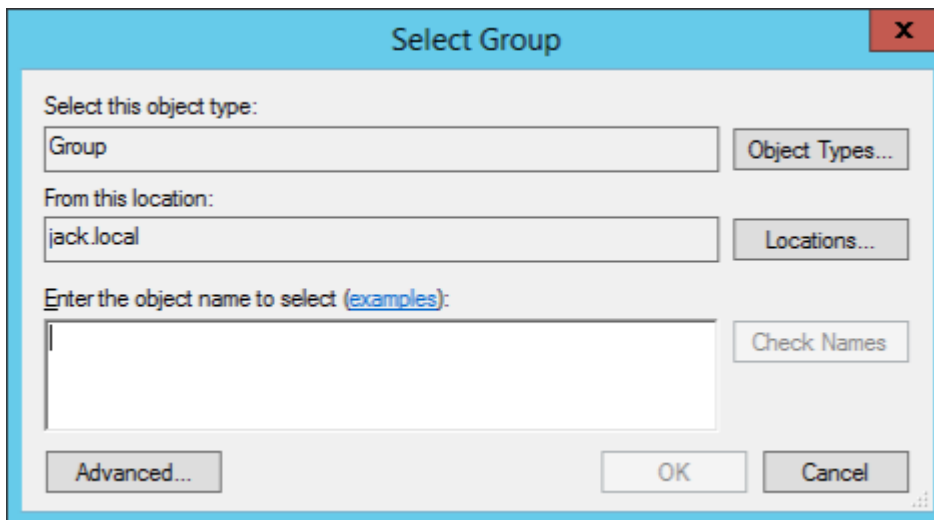 Select Group
x
Select this object type:
Group
Object Types...
From this location:
jack.local
Locations...
Enter the object name to select (examples):
Check Names
Advanced...
OK
Cancel